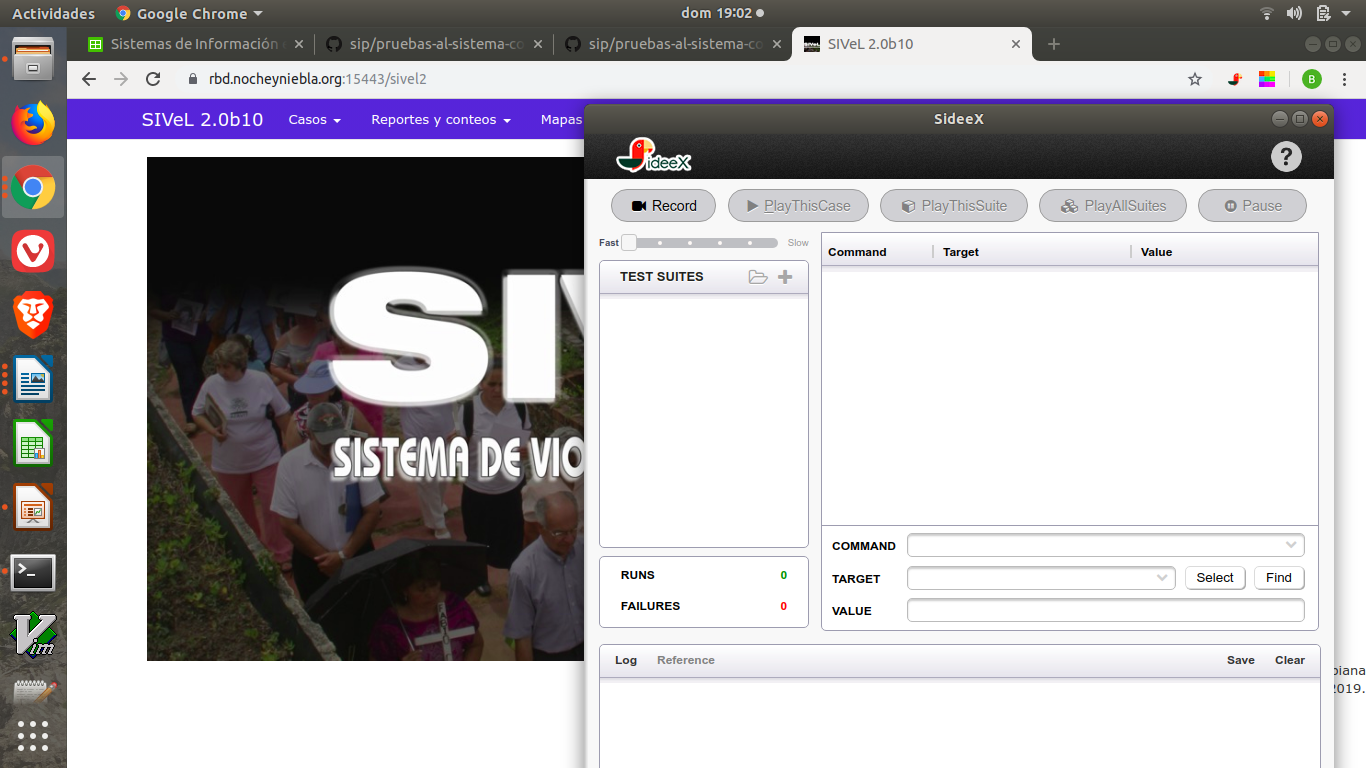 Actividades
Google Chrome
dom 19:02
Sistemas de Información
sip/pruebas-al-sistema-co
sip/pruebas-al-sistema-co
SIVeL 2.0b10
rbd.nocheyniebla.org:15443/sivel2
B
SIVeL 2.0b10
Casos
Reportes y conteos
Mapas
SideeX
SideeX
?
Record
PlayThisCase
PlayThisSuite
PlayAllSuites
Pause
Fast
Slow
TEST SUITES
Command
Target
Value
SIV
SISTEMA DE VIO
COMMAND
TARGET
Select
Find
VALUE
RUNS 0
FAILURES 0
Log
Reference
Save
Clear
biana
2019.
Vim